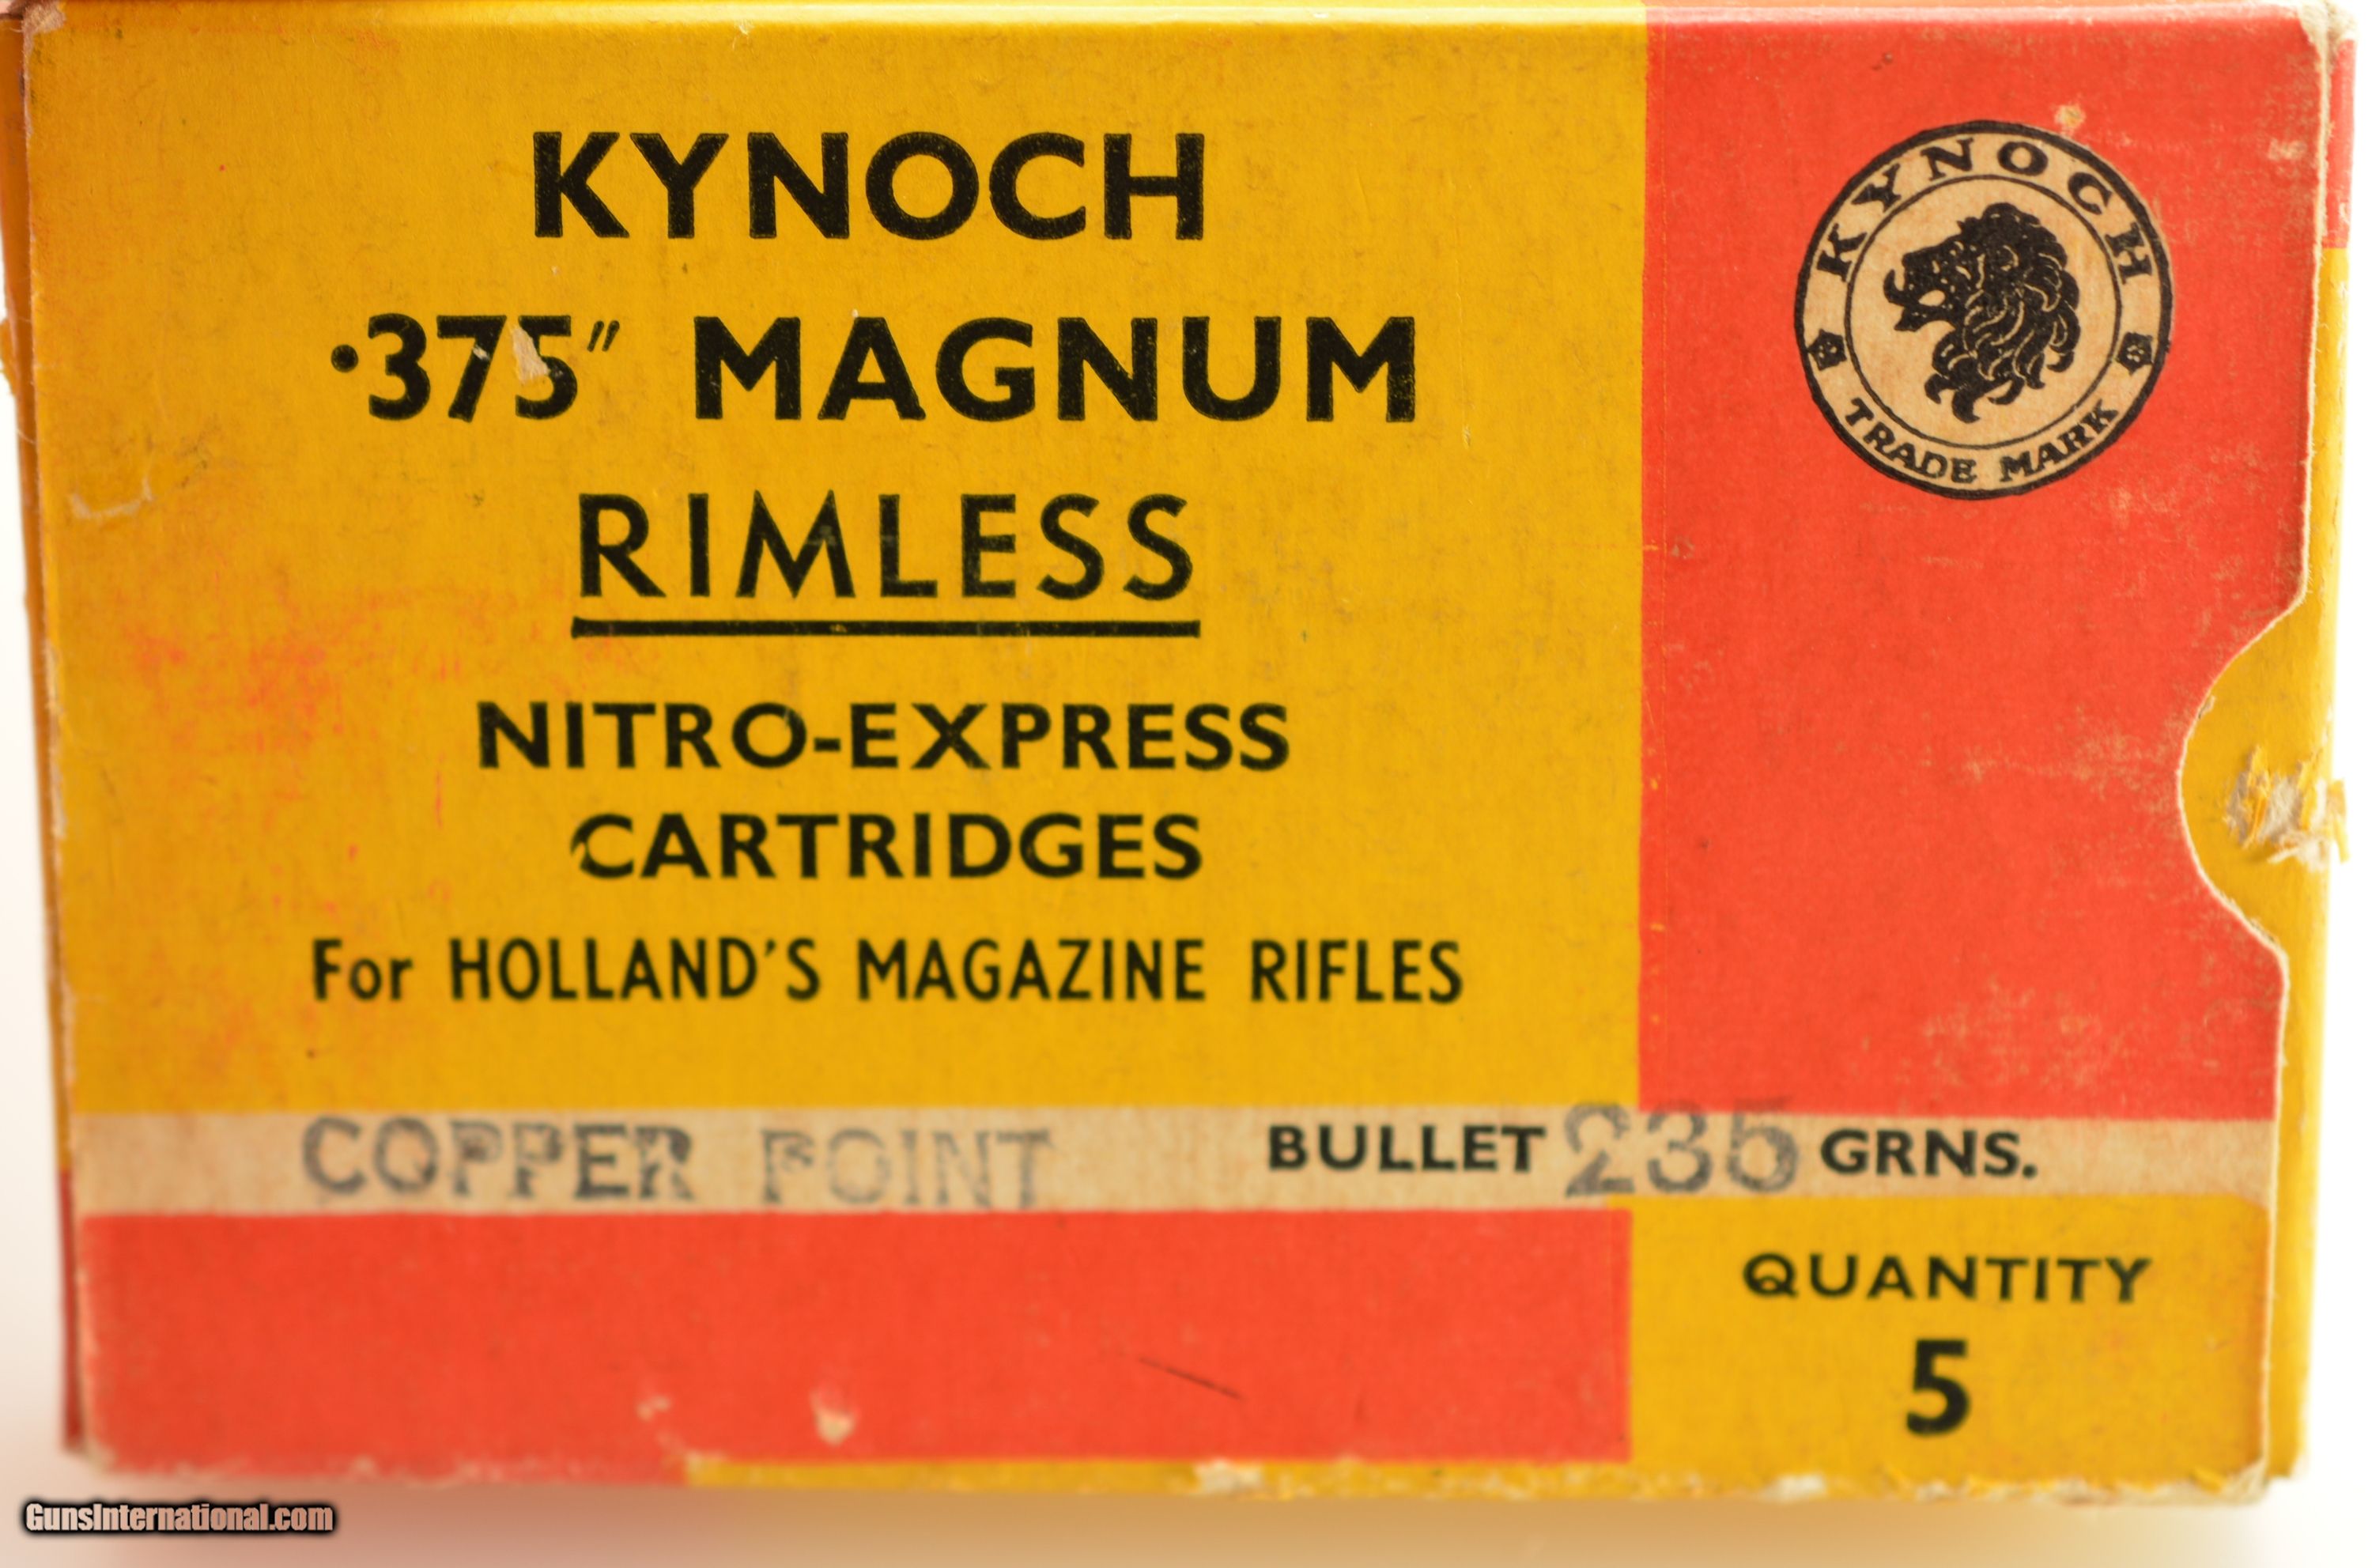 KYNOCH
·375" MAGNUM
RIMLESS
NITRO-EXPRESS
CARTRIDGES
For HOLLAND'S MAGAZINE RIFLES
KYNOCH
TRADE MARK
COPPER POINT BULLET 235 GRNS.
QUANTITY
5
GunsInternational.com